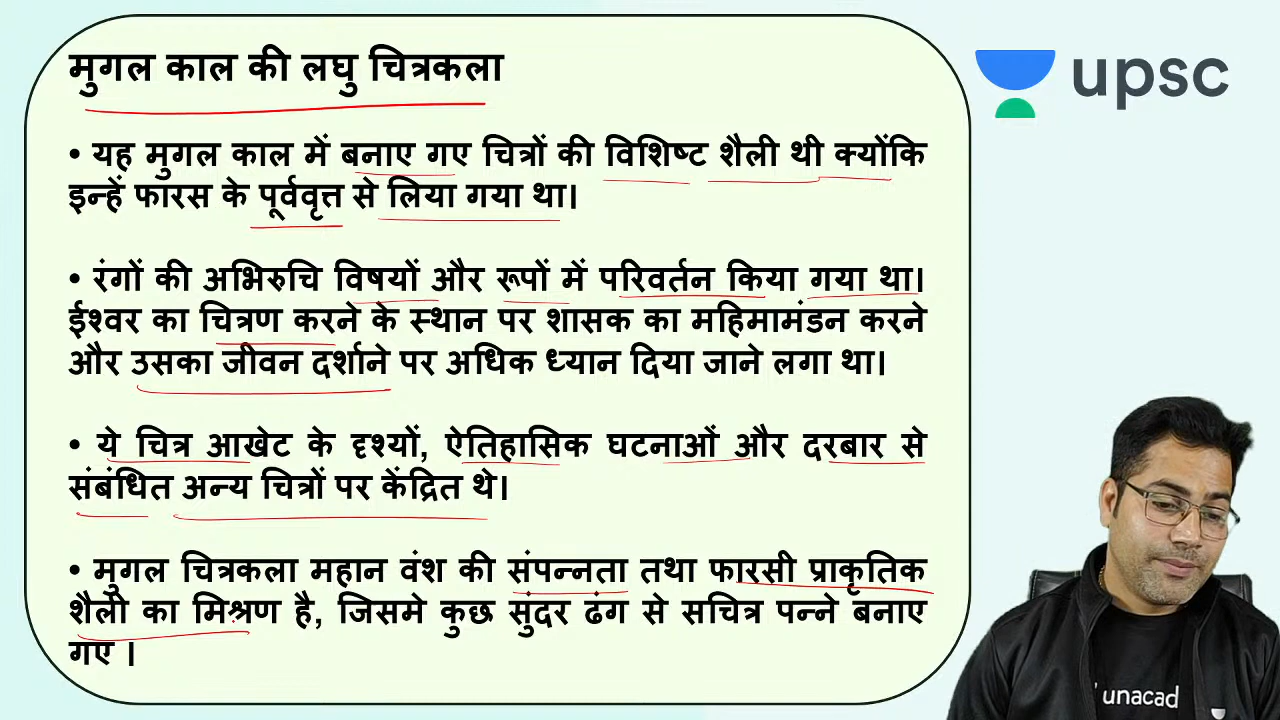 मुगल काल की लघु चित्रकला
• यह मुगल काल में बनाए गए चित्रों की विशिष्ट शैली थी क्योंकि
इन्हें फारस के पूर्ववृत्त से लिया गया था।
• रंगों की अभिरुचि विषयों और रूपों में परिवर्तन किया गया था।
ईश्वर का चित्रण करने के स्थान पर शासक का महिमामंडन करने
और उसका जीवन दर्शाने पर अधिक ध्यान दिया जाने लगा था।
• ये चित्र आखेट के दृश्यों, ऐतिहासिक घटनाओं और दरबार से
संबंधित अन्य चित्रों पर केंद्रित थे।
• मुगल चित्रकला महान वंश की संपन्नता तथा फारसी प्राकृतिक
शैली का मिश्रण है, जिसमे कुछ सुंदर ढंग से सचित्र पन्ने बनाए
गए ।
upsc
unacad